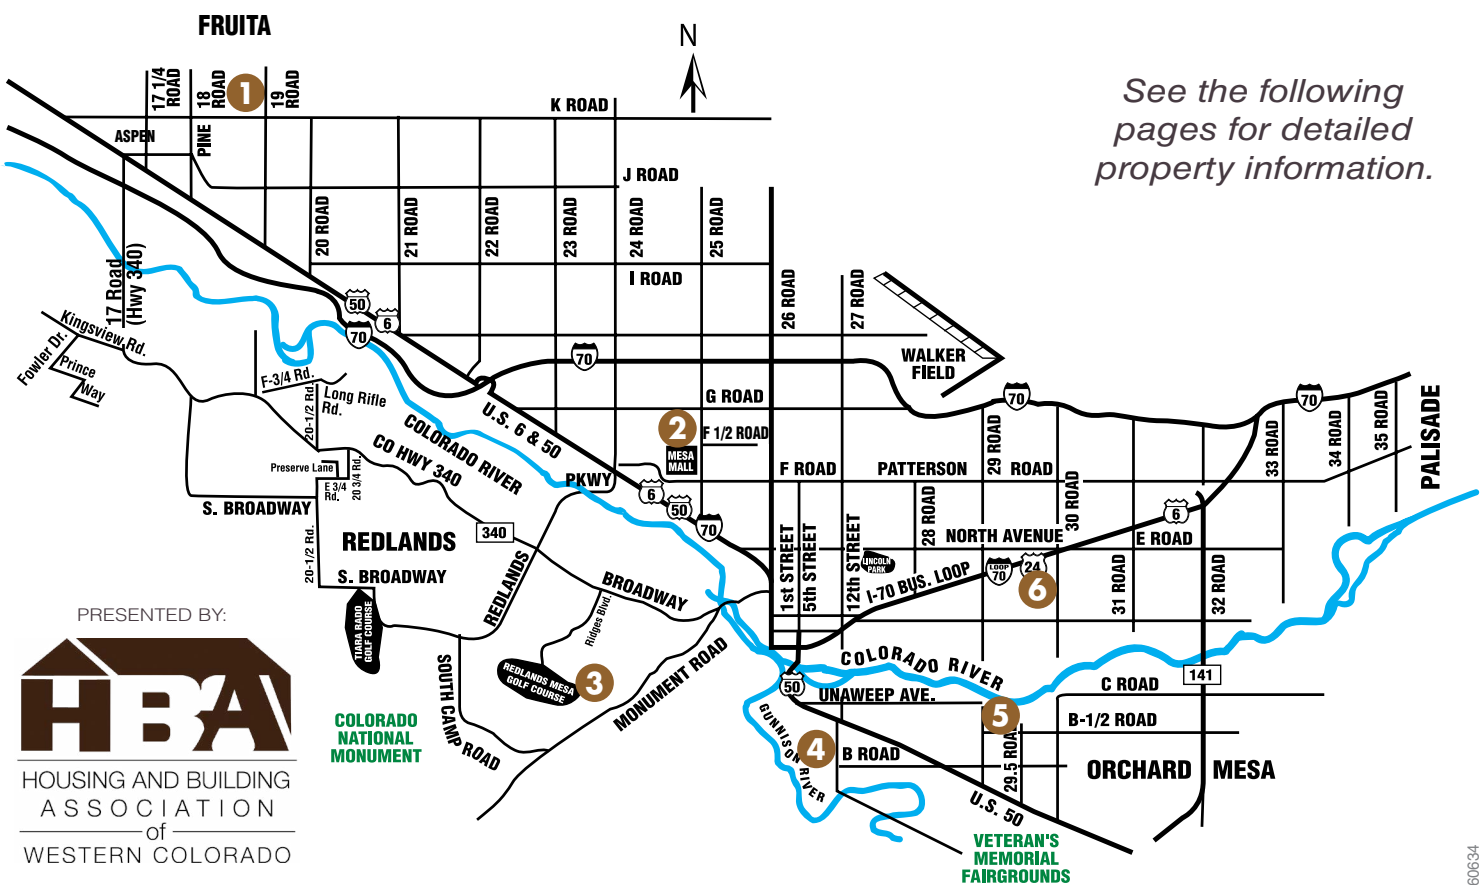 FRUITA
N
See the following
pages for detailed
property information.
17 1/4
ROAD
18
ROAD
1
19
ROAD
K ROAD
ASPEN
PINE
J ROAD
20 ROAD
21 ROAD
22 ROAD
23 ROAD
24 ROAD
25 ROAD
I ROAD
26 ROAD
27 ROAD
17 Road
(Hwy 340)
50
6
70
70
WALKER
FIELD
Kingsview Rd.
Fowler Dr.
Prince
Way
F-3/4 Rd.
Long Rifle
Rd.
20-1/2 Rd.
G ROAD
70
70
PALISADE
U.S. 6 & 50
COLORADO RIVER
CO HWY 340
2
F 1/2 ROAD
MESA
MALL
29 ROAD
33 ROAD
34 ROAD
35 ROAD
Preserve Lane
E 3/4
Rd.
20 3/4 Rd.
PKWY
F ROAD
PATTERSON
ROAD
S. BROADWAY
6
50
70
28 ROAD
30 ROAD
6
REDLANDS
340
NORTH AVENUE
E ROAD
20-1/2 Rd.
S. BROADWAY
REDLANDS
BROADWAY
Ridges Blvd.
1st STREET
5th STREET
12th STREET
LINCOLN
PARK
I-70 BUS. LOOP
LOOP
70
24
6
31 ROAD
32 ROAD
PRESENTED BY:
TIARA RADO
GOLF COURSE
REDLANDS MESA
GOLF COURSE
3
MONUMENT ROAD
SOUTH CAMP ROAD
COLORADO RIVER
50
UNAWEEP AVE.
C ROAD
141
HBA
COLORADO
NATIONAL
MONUMENT
GUNNISON RIVER
4
B ROAD
5
29.5 ROAD
B-1/2 ROAD
ORCHARD MESA
HOUSING AND BUILDING
ASSOCIATION
of
WESTERN COLORADO
U.S. 50
VETERAN'S
MEMORIAL
FAIRGROUNDS
60634